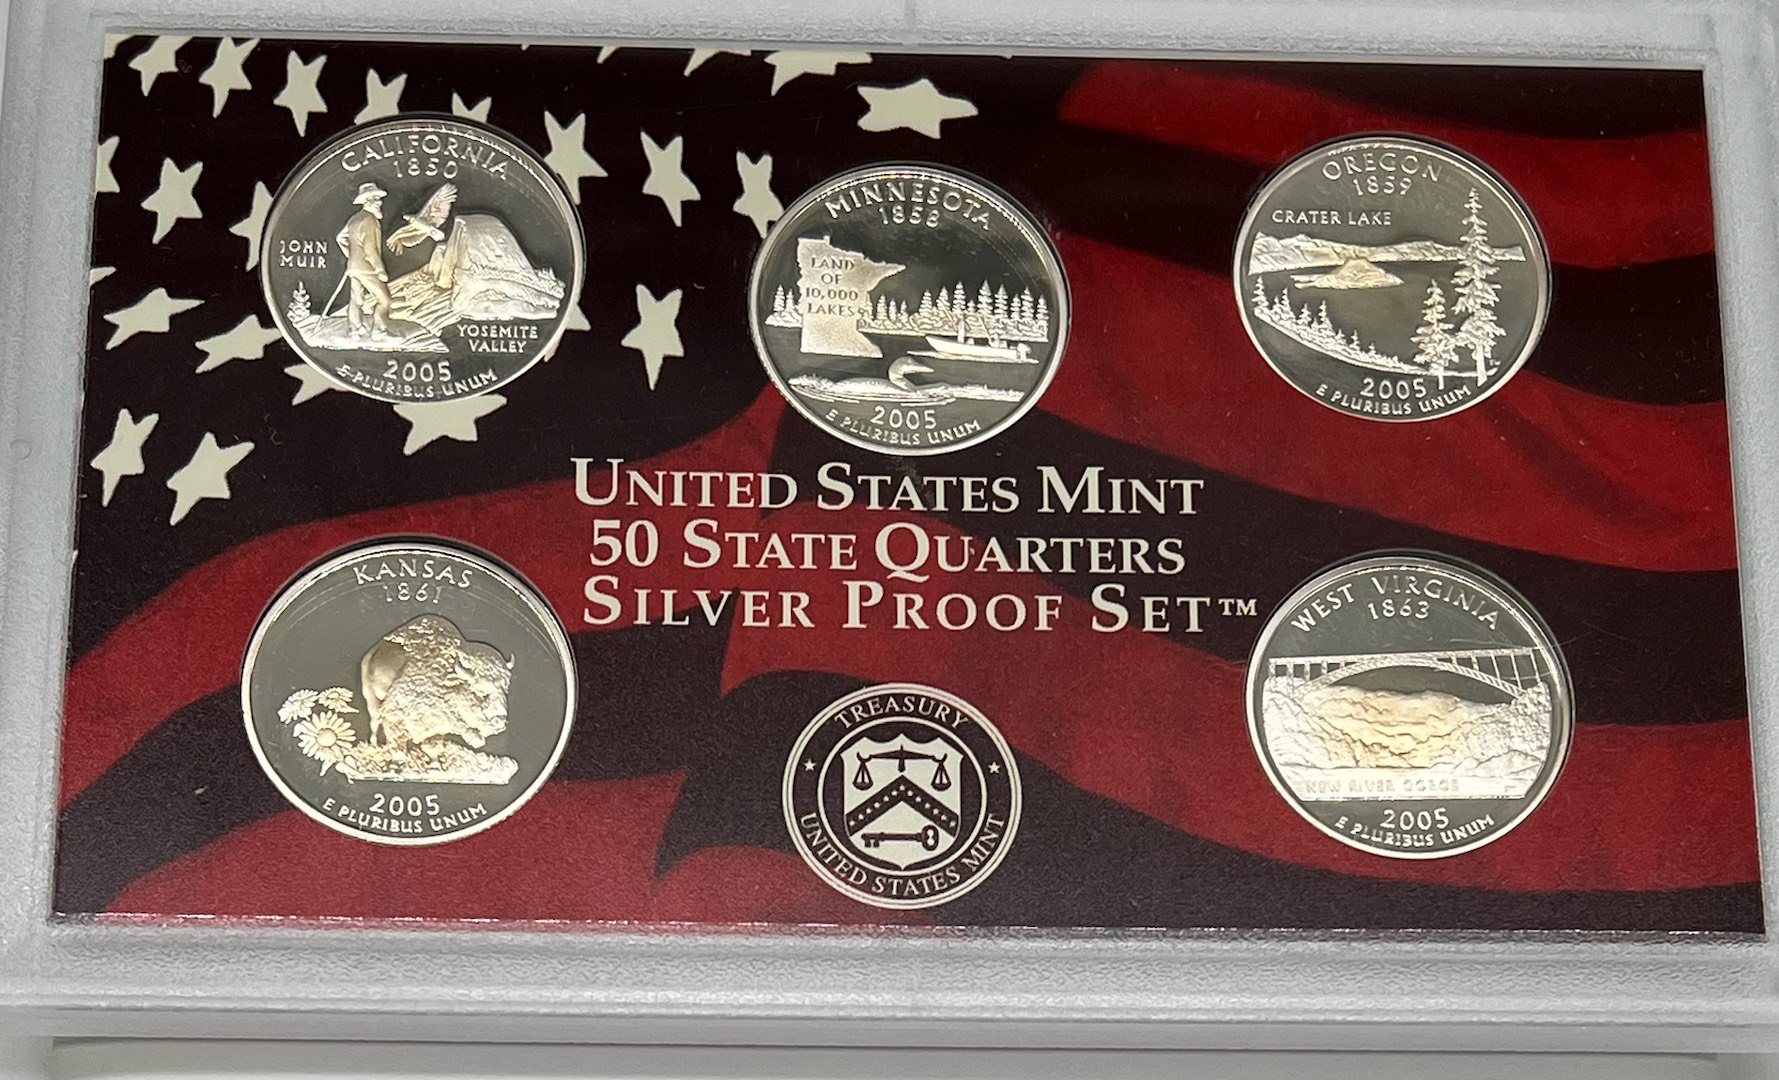 CALIFORNIA
1850
JOHN
MUIR
YOSEMITE
VALLEY
2005
E PLURIBUS UNUM
MINNESOTA
1858
LAND
OF
10,000
LAKES
2005
E PLURIBUS UNUM
OREGON
1859
CRATER LAKE
2005
E PLURIBUS UNUM
UNITED STATES MINT
50 STATE QUARTERS
SILVER PROOF SET™
KANSAS
1861
2005
E PLURIBUS UNUM
TREASURY
UNITED STATES MINT
WEST VIRGINIA
1863
NEW RIVER GORGE
2005
E PLURIBUS UNUM